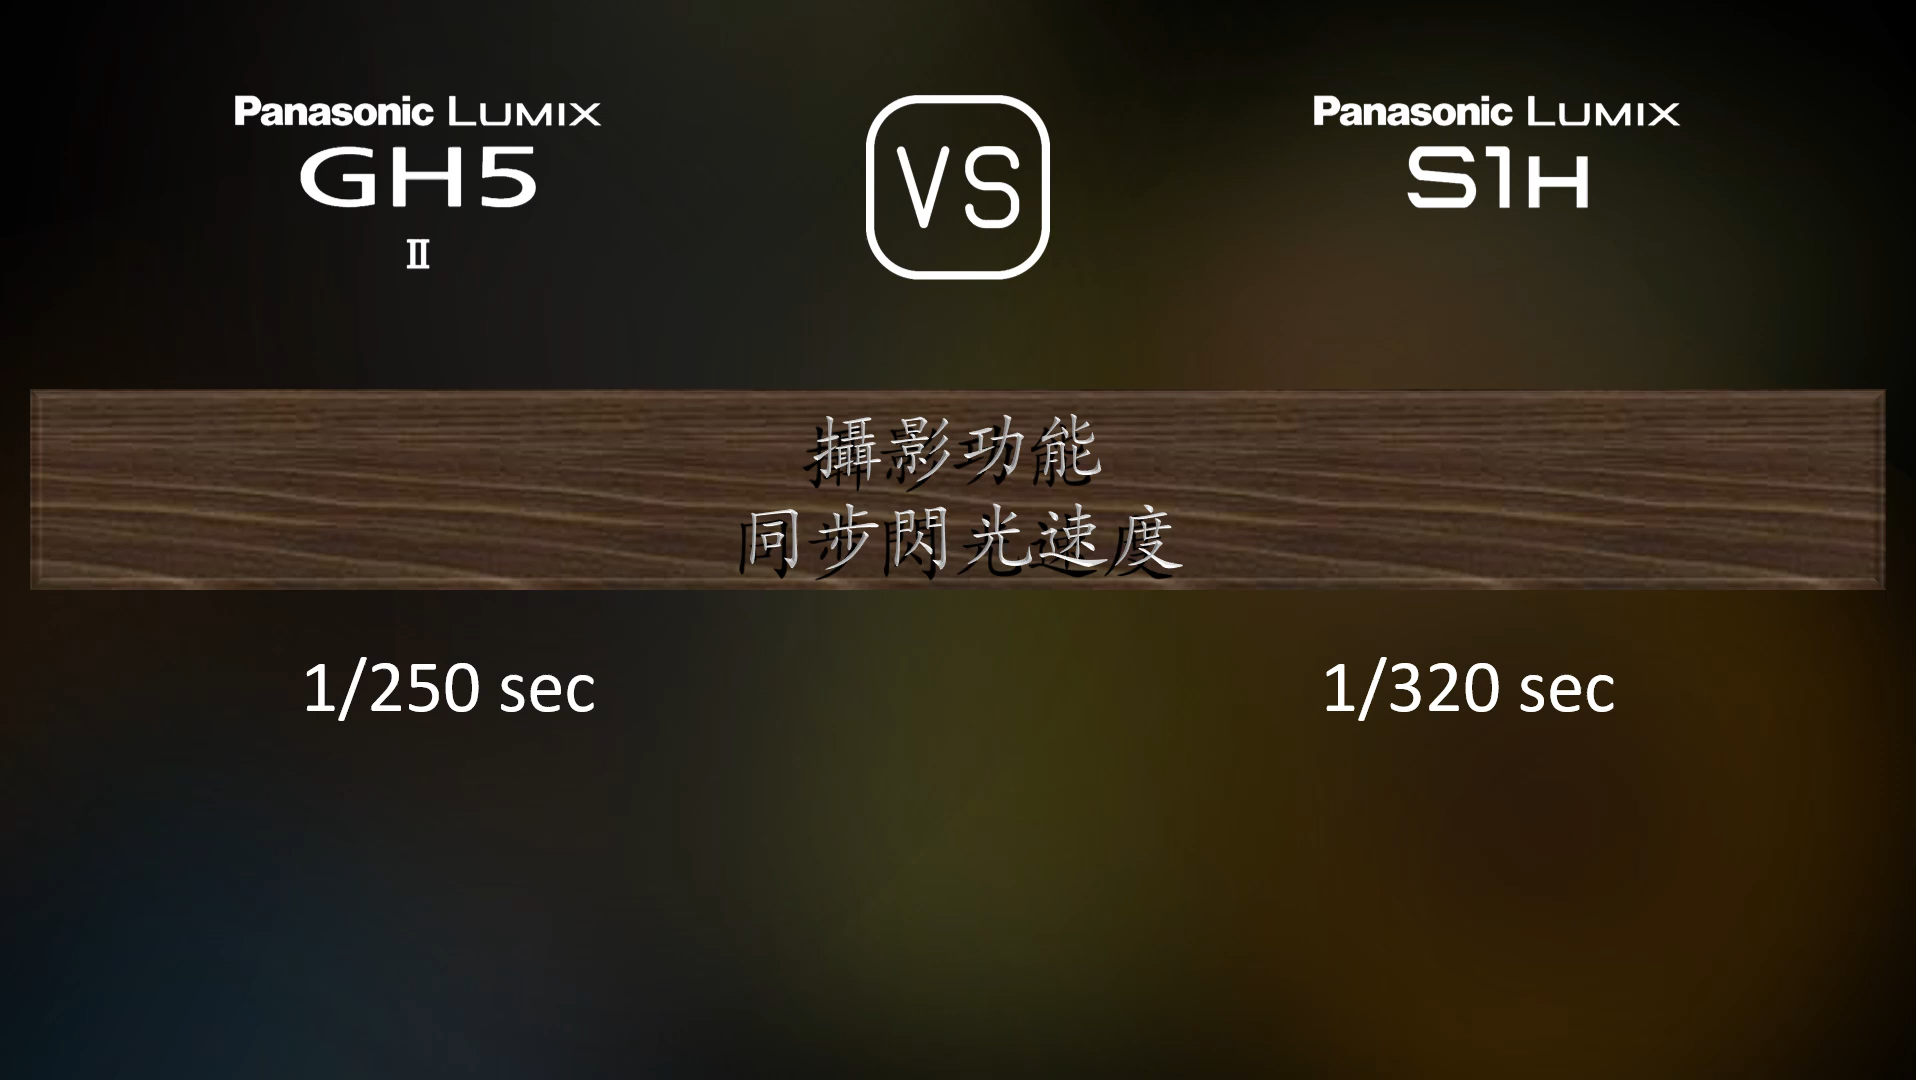 Panasonic LUMIX
GH5
II
VS
Panasonic LUMIX
S1H
攝影功能
同步閃光速度
1/250 sec
1/320 sec